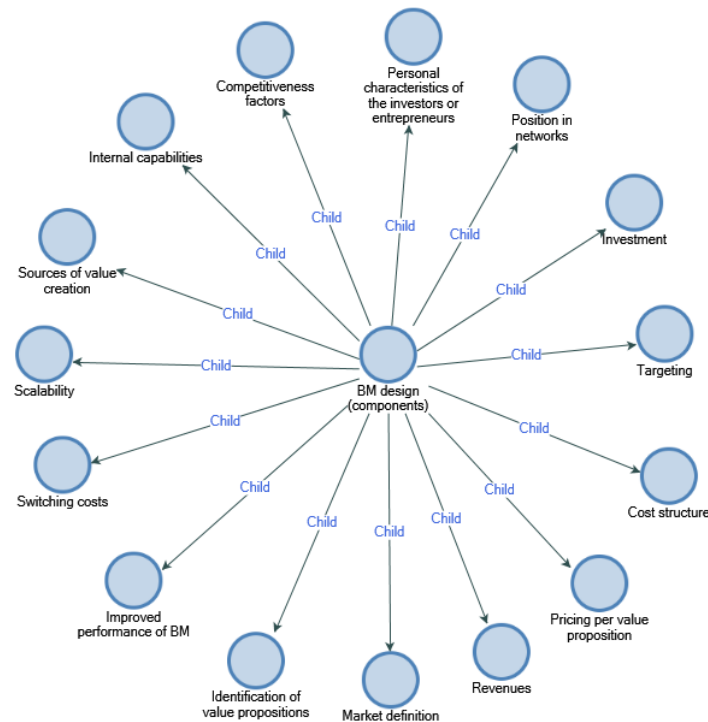 Competitiveness
factors
Personal
characteristics of
the investors or
entrepreneurs
Position in
networks
Internal capabilities
Child
Child
Child
Child
Investment
Sources of value
creation
Child
Child
Child
Scalability
Child
BM design
(components)
Child
Targeting
Switching costs
Child
Child
Cost structure
Child
Child
Child
Child
Child
Improved
performance of BM
Pricing per value
proposition
Identification of
value propositions
Market definition
Revenues